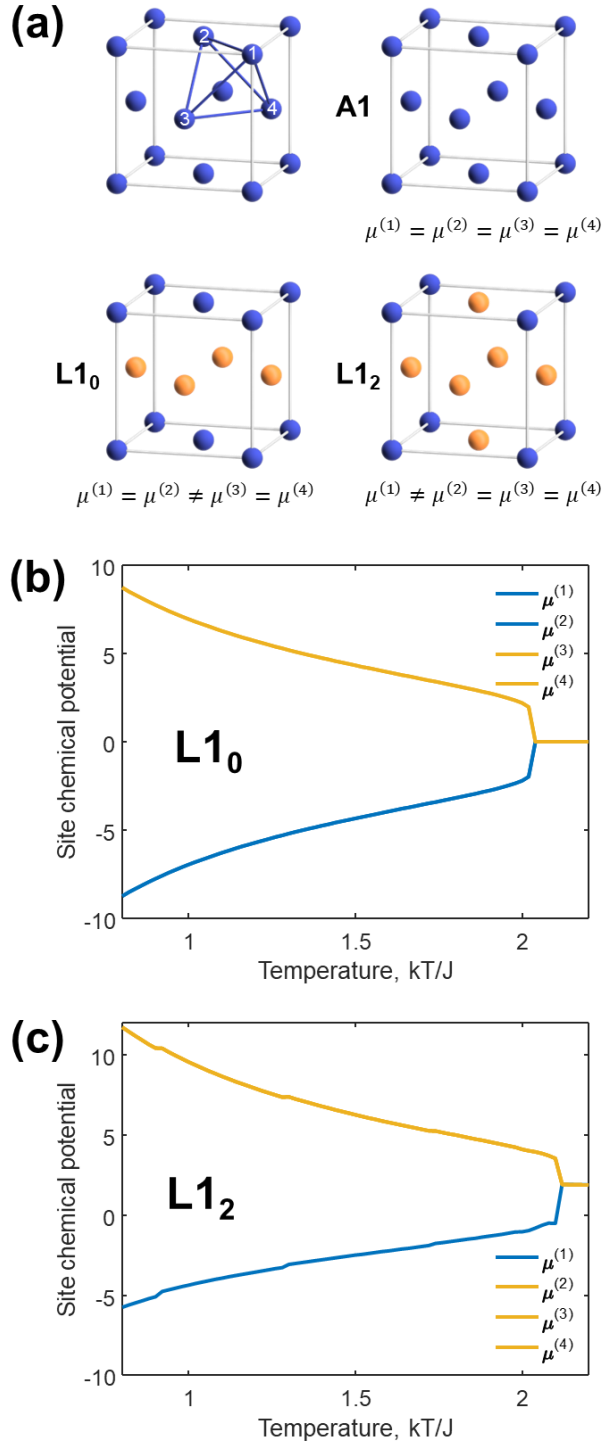 (a)
2
1
3
4
A1
μ⁽¹⁾ = μ⁽²⁾ = μ⁽³⁾ = μ⁽⁴⁾
L1₀
L1₂
μ⁽¹⁾ = μ⁽²⁾ ≠ μ⁽³⁾ = μ⁽⁴⁾
μ⁽¹⁾ ≠ μ⁽²⁾ = μ⁽³⁾ = μ⁽⁴⁾
(b)
10
5
0
-5
-10
Site chemical potential
μ⁽¹⁾
μ⁽²⁾
μ⁽³⁾
μ⁽⁴⁾
L1₀
1
1.5
2
Temperature, kT/J
(c)
10
5
0
-5
-10
Site chemical potential
L1₂
μ⁽¹⁾
μ⁽²⁾
μ⁽³⁾
μ⁽⁴⁾
1
1.5
2
Temperature, kT/J